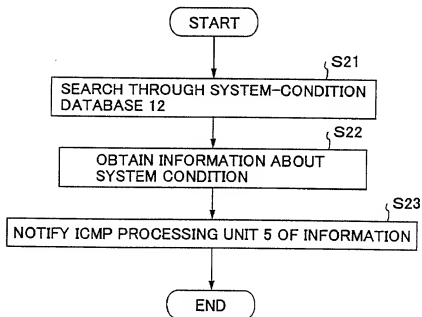 START
S21
SEARCH THROUGH SYSTEM-CONDITION
DATABASE 12
S22
OBTAIN INFORMATION ABOUT
SYSTEM CONDITION
S23
NOTIFY ICMP PROCESSING UNIT 5 OF INFORMATION
END